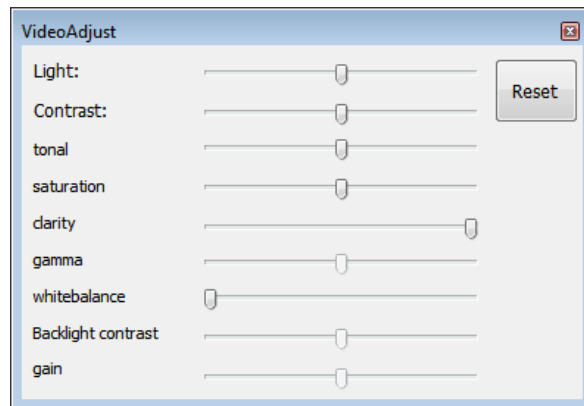 VideoAdjust
Light:
Reset
Contrast:
tonal
saturation
clarity
gamma
whitebalance
Backlight contrast
gain